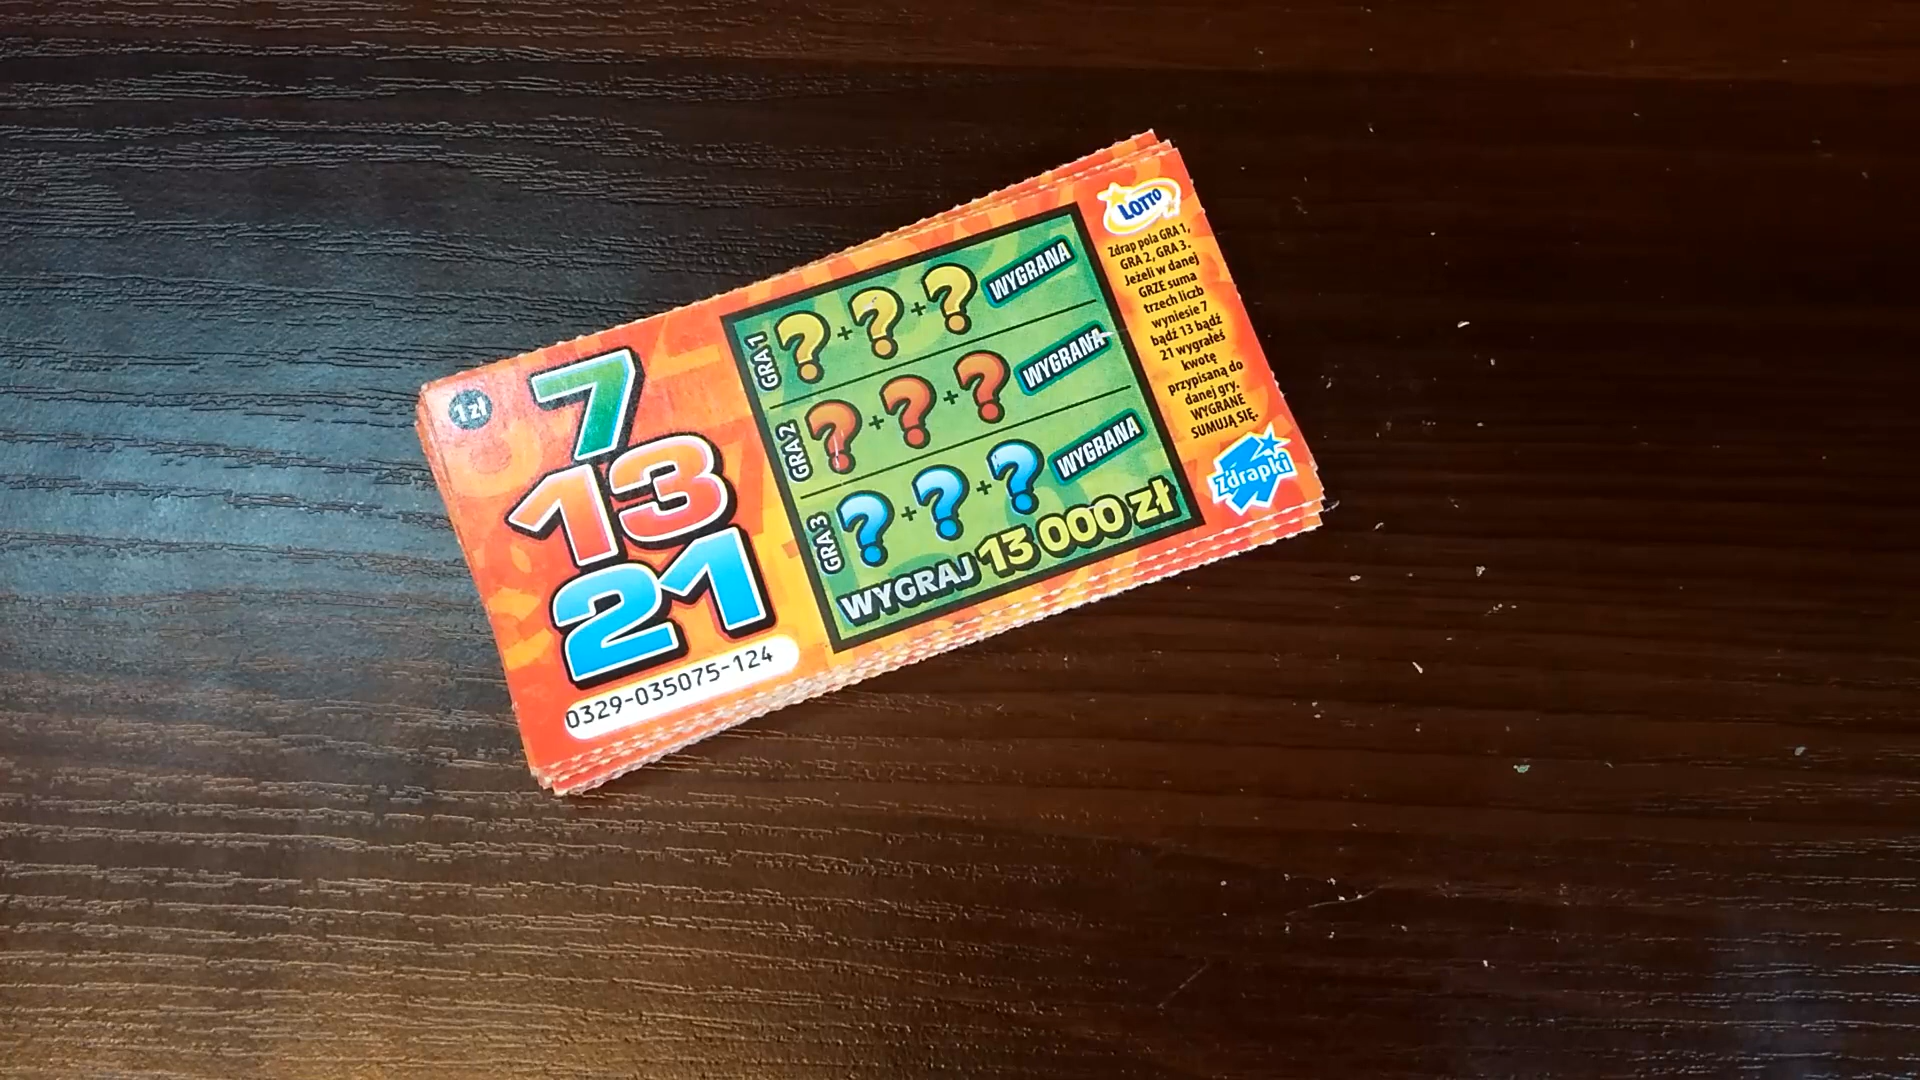 1 zł
7
13
21
0329-035075-124
GRA 1
? + ? + ? WYGRANA
GRA 2
? + ? + ? WYGRANA
GRA 3
? + ? + ? WYGRANA
WYGRAJ 13 000 zł
LOTTO
Zdrap pola GRA 1,
GRA 2, GRA 3.
Jeżeli w danej
GRZE suma
trzech liczb
wyniesie 7
bądź 13 bądź
21 wygrałeś
kwotę
przypisaną do
danej gry.
WYGRANE
SUMUJĄ SIĘ.
Zdrapki